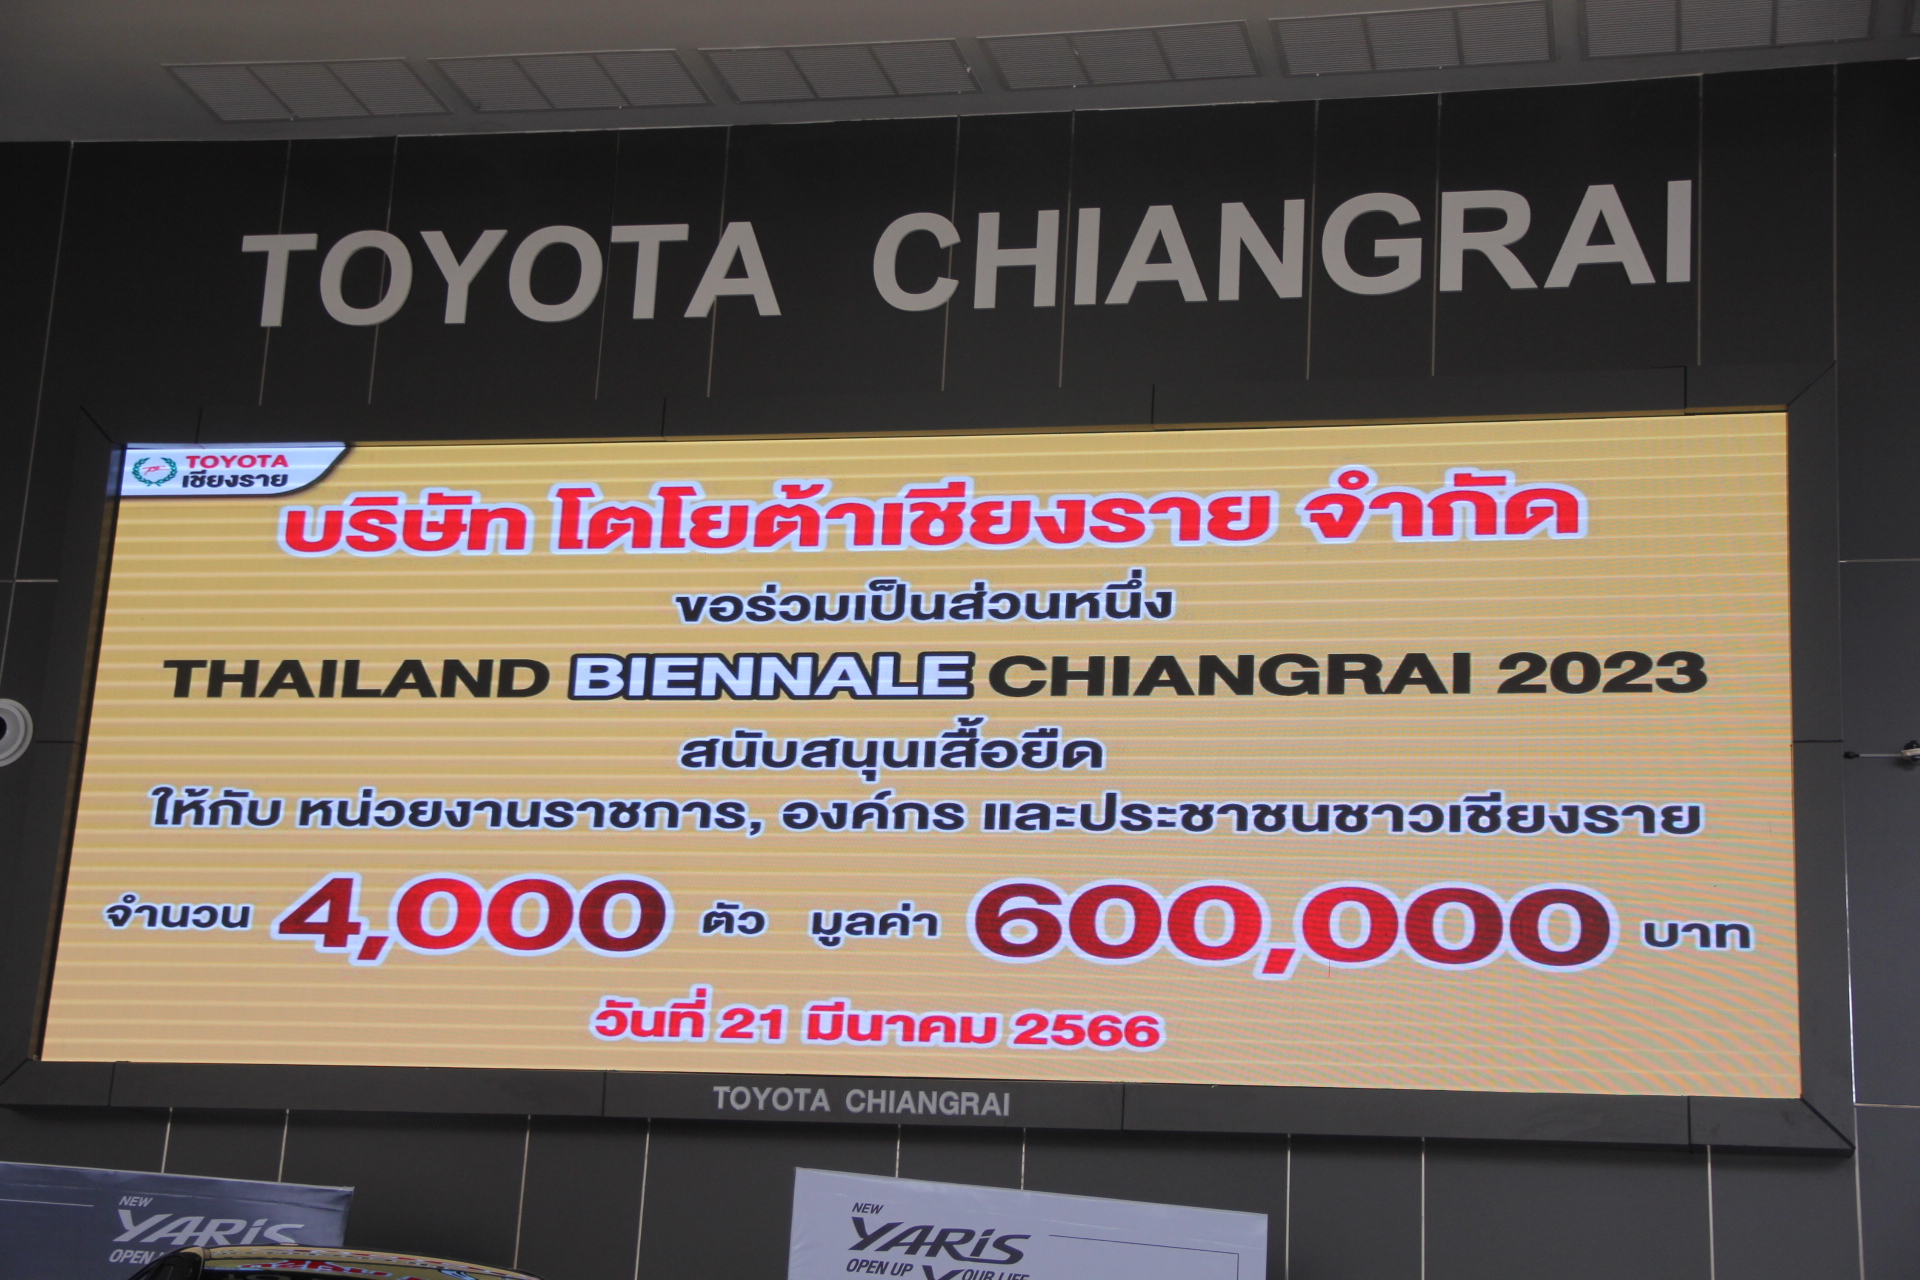 TOYOTA CHIANGRAI
TOYOTA
เชียงราย
บริษัท โตโยต้าเชียงราย จำกัด
ขอร่วมเป็นส่วนหนึ่ง
THAILAND BIENNALE CHIANGRAI 2023
สนับสนุนเสื้อยืด
ให้กับ หน่วยงานราชการ, องค์กร และประชาชนชาวเชียงราย
จำนวน 4,000 ตัว มูลค่า 600,000 บาท
วันที่ 21 มีนาคม 2566
TOYOTA CHIANGRAI
NEW
YARiS
OPEN
NEW
YARiS
OPEN UP YOUR LIFE